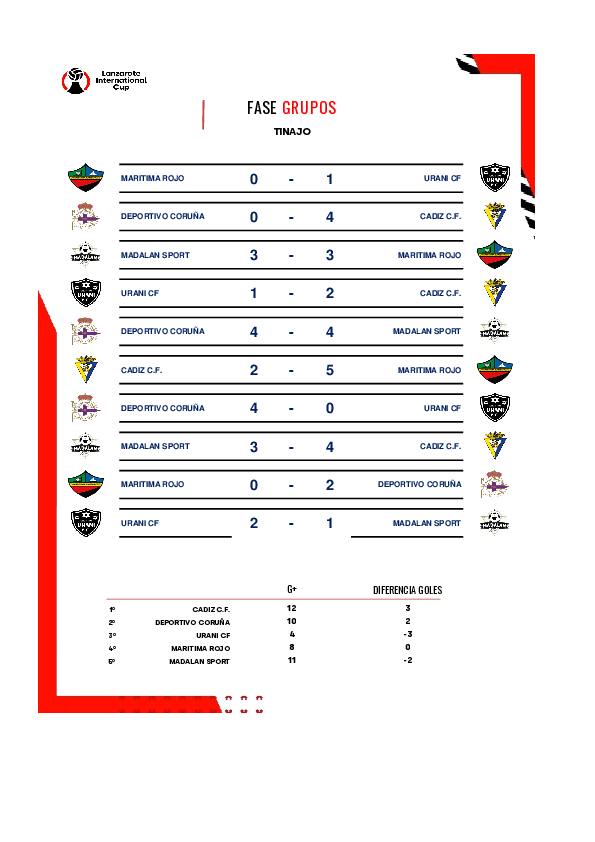 Lanzarote
International
Cup
FASE GRUPOS
TINAJO
MARITIMA ROJO 0 - 1 URANI CF
DEPORTIVO CORUÑA 0 - 4 CADIZ C.F.
MADALAN SPORT 3 - 3 MARITIMA ROJO
URANI CF 1 - 2 CADIZ C.F.
DEPORTIVO CORUÑA 4 - 4 MADALAN SPORT
CADIZ C.F. 2 - 5 MARITIMA ROJO
DEPORTIVO CORUÑA 4 - 0 URANI CF
MADALAN SPORT 3 - 4 CADIZ C.F.
MARITIMA ROJO 0 - 2 DEPORTIVO CORUÑA
URANI CF 2 - 1 MADALAN SPORT
G+ DIFERENCIA GOLES
1º CADIZ C.F. 12 3
2º DEPORTIVO CORUÑA 10 2
3º URANI CF 4 -3
4º MARITIMA ROJO 8 0
5º MADALAN SPORT 11 -2